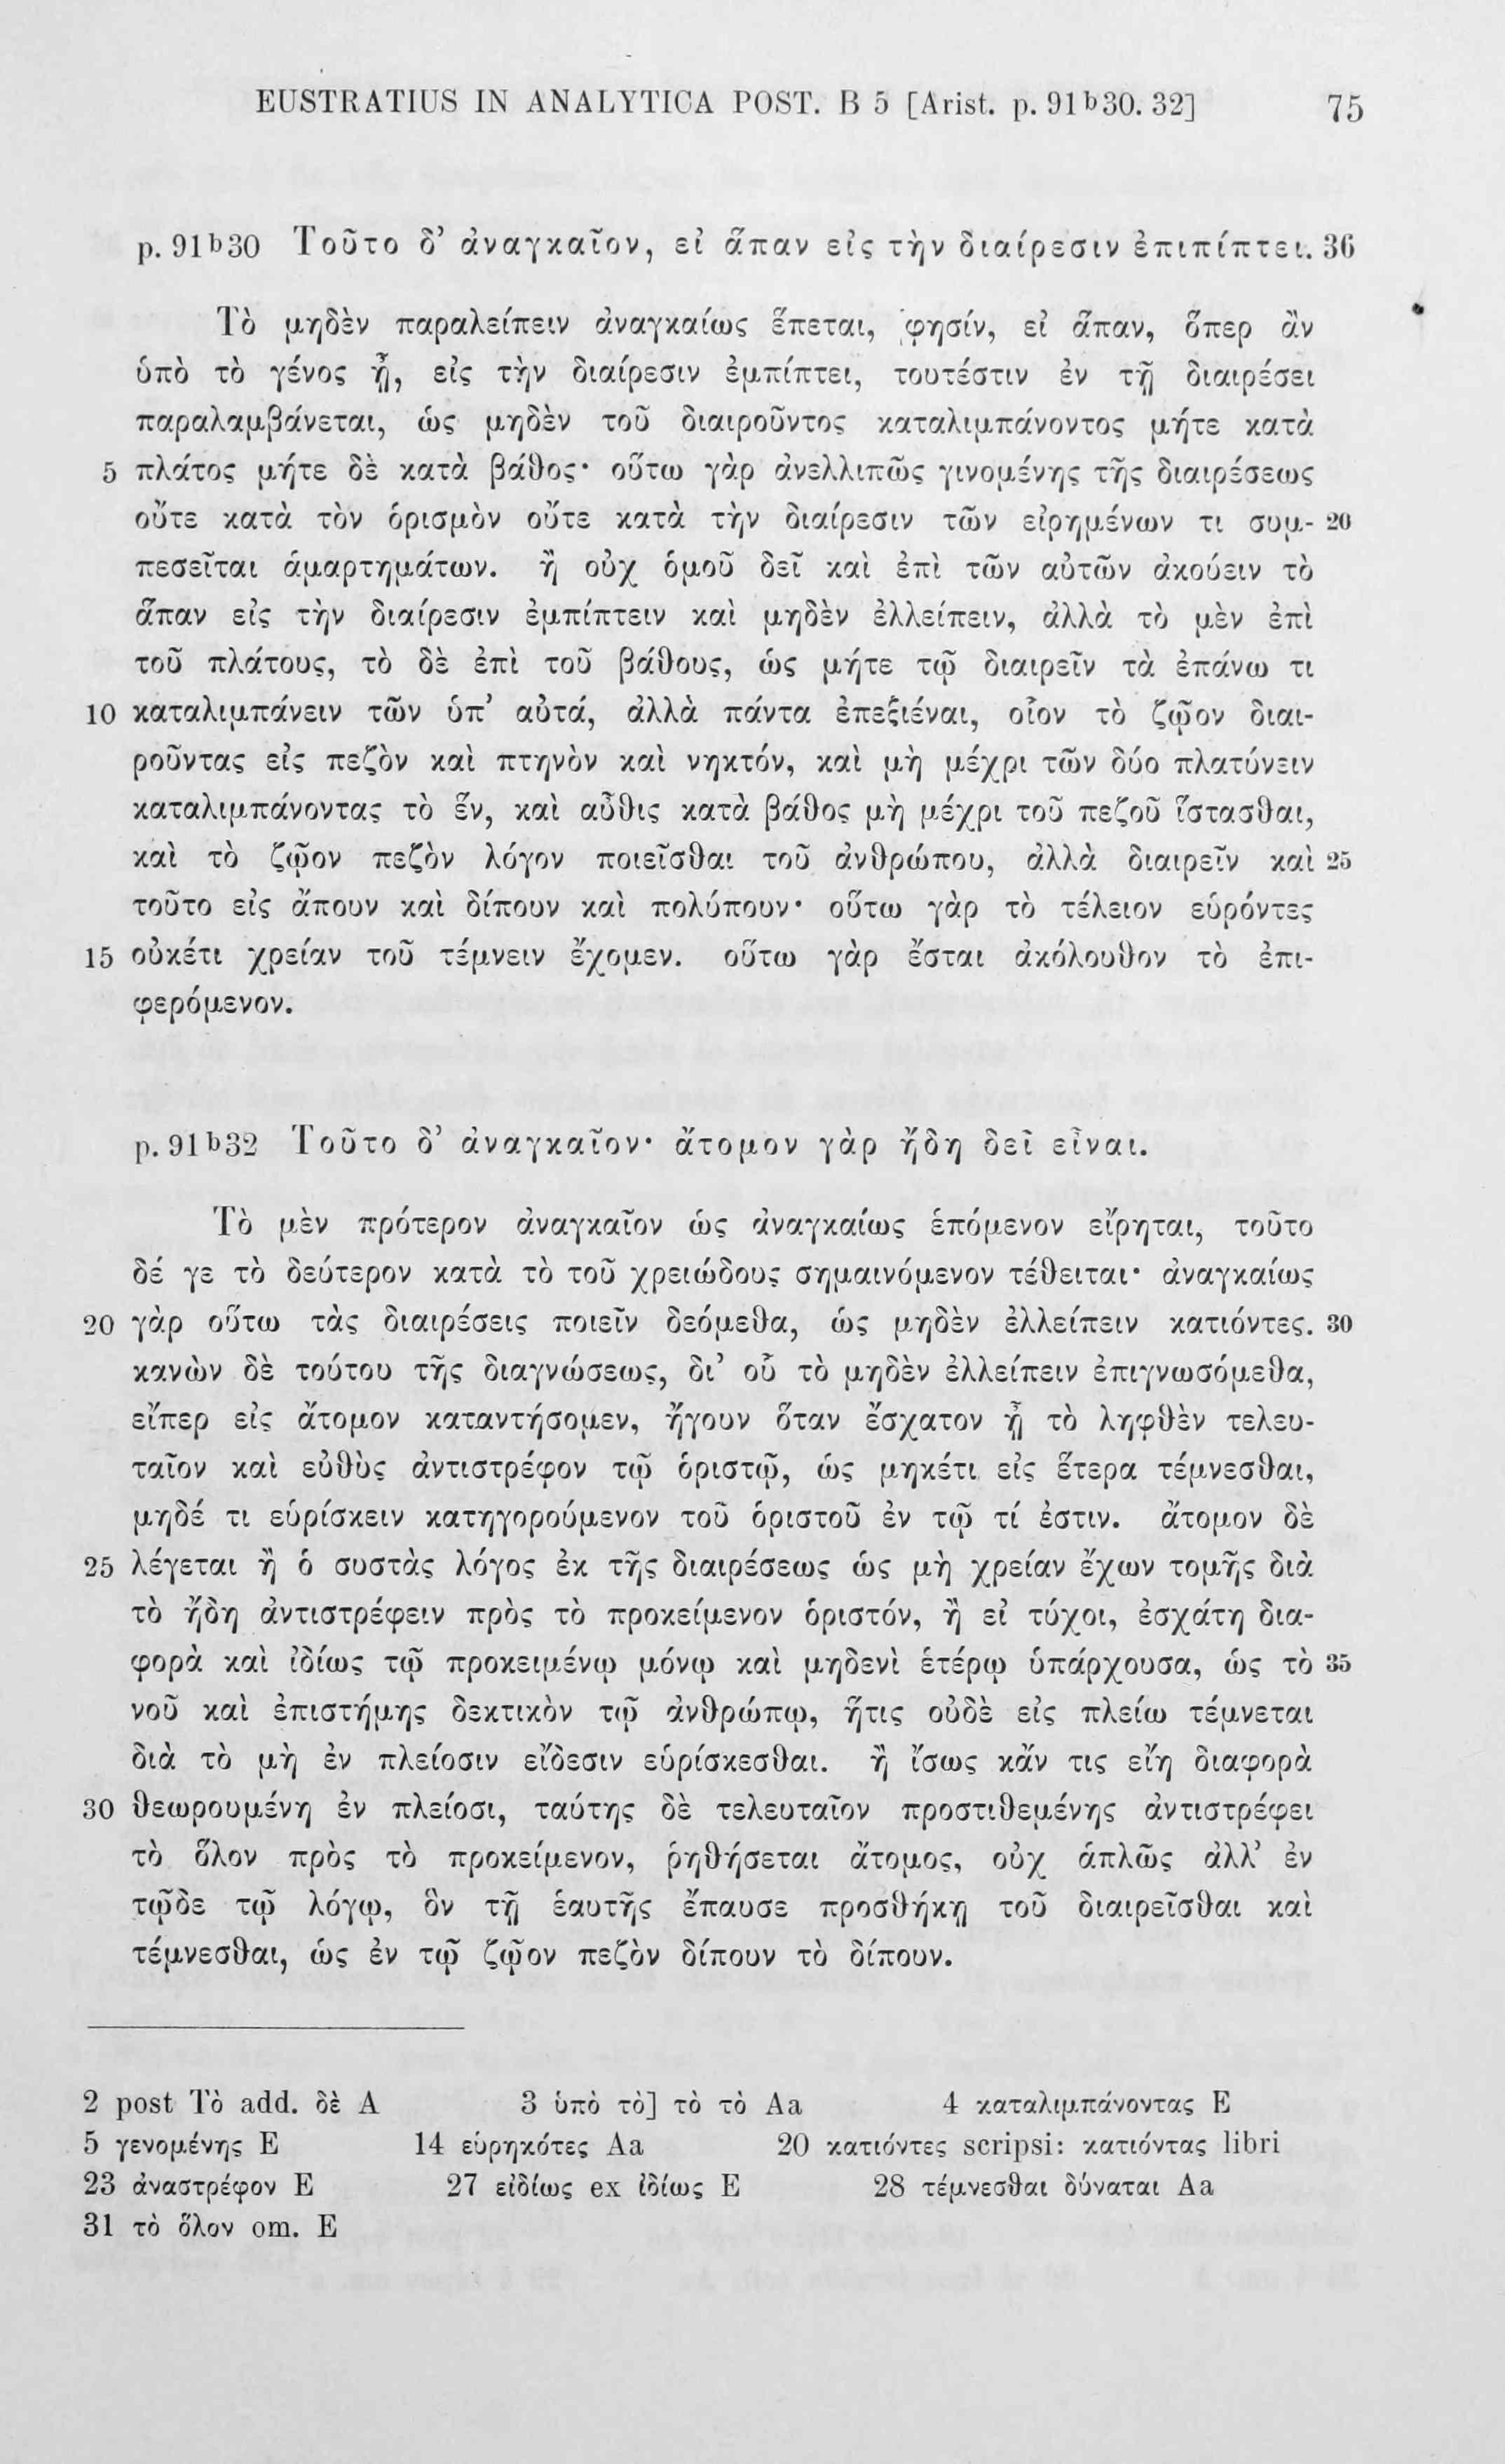 EUSTRATIUS IN ANALYTICA POST. B 5 [Arist. p. 91ᵇ30. 32] 75
p. 91ᵇ30 Τοῦτο δ’ ἀναγκαῖον, εἰ ἅπαν εἰς τὴν διαίρεσιν ἐπιπίπτει. 36
Τὸ μηδὲν παραλείπειν ἀναγκαίως ἕπεται, φησίν, εἰ ἅπαν, ὅπερ ἂν
ὑπὸ τὸ γένος ᾖ, εἰς τὴν διαίρεσιν ἐμπίπτει, τουτέστιν ἐν τῇ διαιρέσει
παραλαμβάνεται, ὡς μηδὲν τοῦ διαιροῦντος καταλιμπάνοντος μήτε κατὰ
5 πλάτος μήτε δὲ κατὰ βάθος· οὕτω γὰρ ἀνελλιπῶς γινομένης τῆς διαιρέσεως
οὔτε κατὰ τὸν ὁρισμὸν οὔτε κατὰ τὴν διαίρεσιν τῶν εἰρημένων τι συμ- 20
πεσεῖται ἁμαρτημάτων. ἢ οὐχ ὁμοῦ δεῖ καὶ ἐπὶ τῶν αὐτῶν ἀκούειν τὸ
ἅπαν εἰς τὴν διαίρεσιν ἐμπίπτειν καὶ μηδὲν ἐλλείπειν, ἀλλὰ τὸ μὲν ἐπὶ
τοῦ πλάτους, τὸ δὲ ἐπὶ τοῦ βάθους, ὡς μήτε τῷ διαιρεῖν τὰ ἐπάνω τι
10 καταλιμπάνειν τῶν ὑπ’ αὐτά, ἀλλὰ πάντα ἐπεξιέναι, οἷον τὸ ζῷον διαι-
ροῦντας εἰς πεζὸν καὶ πτηνὸν καὶ νηκτόν, καὶ μὴ μέχρι τῶν δύο πλατύνειν
καταλιμπάνοντας τὸ ἕν, καὶ αὖθις κατὰ βάθος μὴ μέχρι τοῦ πεζοῦ ἵστασθαι,
καὶ τὸ ζῷον πεζὸν λόγον ποιεῖσθαι τοῦ ἀνθρώπου, ἀλλὰ διαιρεῖν καὶ 25
τοῦτο εἰς ἄπουν καὶ δίπουν καὶ πολύπουν· οὕτω γὰρ τὸ τέλειον εὑρόντες
15 οὐκέτι χρείαν τοῦ τέμνειν ἔχομεν. οὕτω γὰρ ἔσται ἀκόλουθον τὸ ἐπι-
φερόμενον.
p. 91ᵇ32 Τοῦτο δ’ ἀναγκαῖον· ἄτομον γὰρ ἤδη δεῖ εἶναι.
Τὸ μὲν πρότερον ἀναγκαῖον ὡς ἀναγκαίως ἑπόμενον εἴρηται, τοῦτο
δέ γε τὸ δεύτερον κατὰ τὸ τοῦ χρειώδους σημαινόμενον τέθειται· ἀναγκαίως
20 γὰρ οὕτω τὰς διαιρέσεις ποιεῖν δεόμεθα, ὡς μηδὲν ἐλλείπειν κατιόντες. 30
κανὼν δὲ τούτου τῆς διαγνώσεως, δι’ οὗ τὸ μηδὲν ἐλλείπειν ἐπιγνωσόμεθα,
εἴπερ εἰς ἄτομον καταντήσομεν, ἤγουν ὅταν ἔσχατον ᾖ τὸ ληφθὲν τελευ-
ταῖον καὶ εὐθὺς ἀντιστρέφον τῷ ὁριστῷ, ὡς μηκέτι εἰς ἕτερα τέμνεσθαι,
μηδέ τι εὑρίσκειν κατηγορούμενον τοῦ ὁριστοῦ ἐν τῷ τί ἐστιν. ἄτομον δὲ
25 λέγεται ἢ ὁ συστὰς λόγος ἐκ τῆς διαιρέσεως ὡς μὴ χρείαν ἔχων τομῆς διὰ
τὸ ἤδη ἀντιστρέφειν πρὸς τὸ προκείμενον ὁριστόν, ἢ εἰ τύχοι, ἐσχάτη δια-
φορὰ καὶ ἰδίως τῷ προκειμένῳ μόνῳ καὶ μηδενὶ ἑτέρῳ ὑπάρχουσα, ὡς τὸ 35
νοῦ καὶ ἐπιστήμης δεκτικὸν τῷ ἀνθρώπῳ, ἥτις οὐδὲ εἰς πλείω τέμνεται
διὰ τὸ μὴ ἐν πλείοσιν εἴδεσιν εὑρίσκεσθαι. ἢ ἴσως κἄν τις εἴη διαφορὰ
30 θεωρουμένη ἐν πλείοσι, ταύτης δὲ τελευταῖον προστιθεμένης ἀντιστρέφει
τὸ ὅλον πρὸς τὸ προκείμενον, ῥηθήσεται ἄτομος, οὐχ ἁπλῶς ἀλλ’ ἐν
τῷδε τῷ λόγῳ, ὃν τῇ ἑαυτῆς ἔπαυσε προσθήκῃ τοῦ διαιρεῖσθαι καὶ
τέμνεσθαι, ὡς ἐν τῷ ζῷον πεζὸν δίπουν τὸ δίπουν.
2 post Τὸ add. δὲ A 3 ὑπὸ τὸ] τὸ τὸ Aa 4 καταλιμπάνοντας E
5 γενομένης E 14 εὑρηκότες Aa 20 κατιόντες scripsi: κατιόντας libri
23 ἀναστρέφον E 27 εἰδίως ex ἰδίως E 28 τέμνεσθαι δύναται Aa
31 τὸ ὅλον om. E